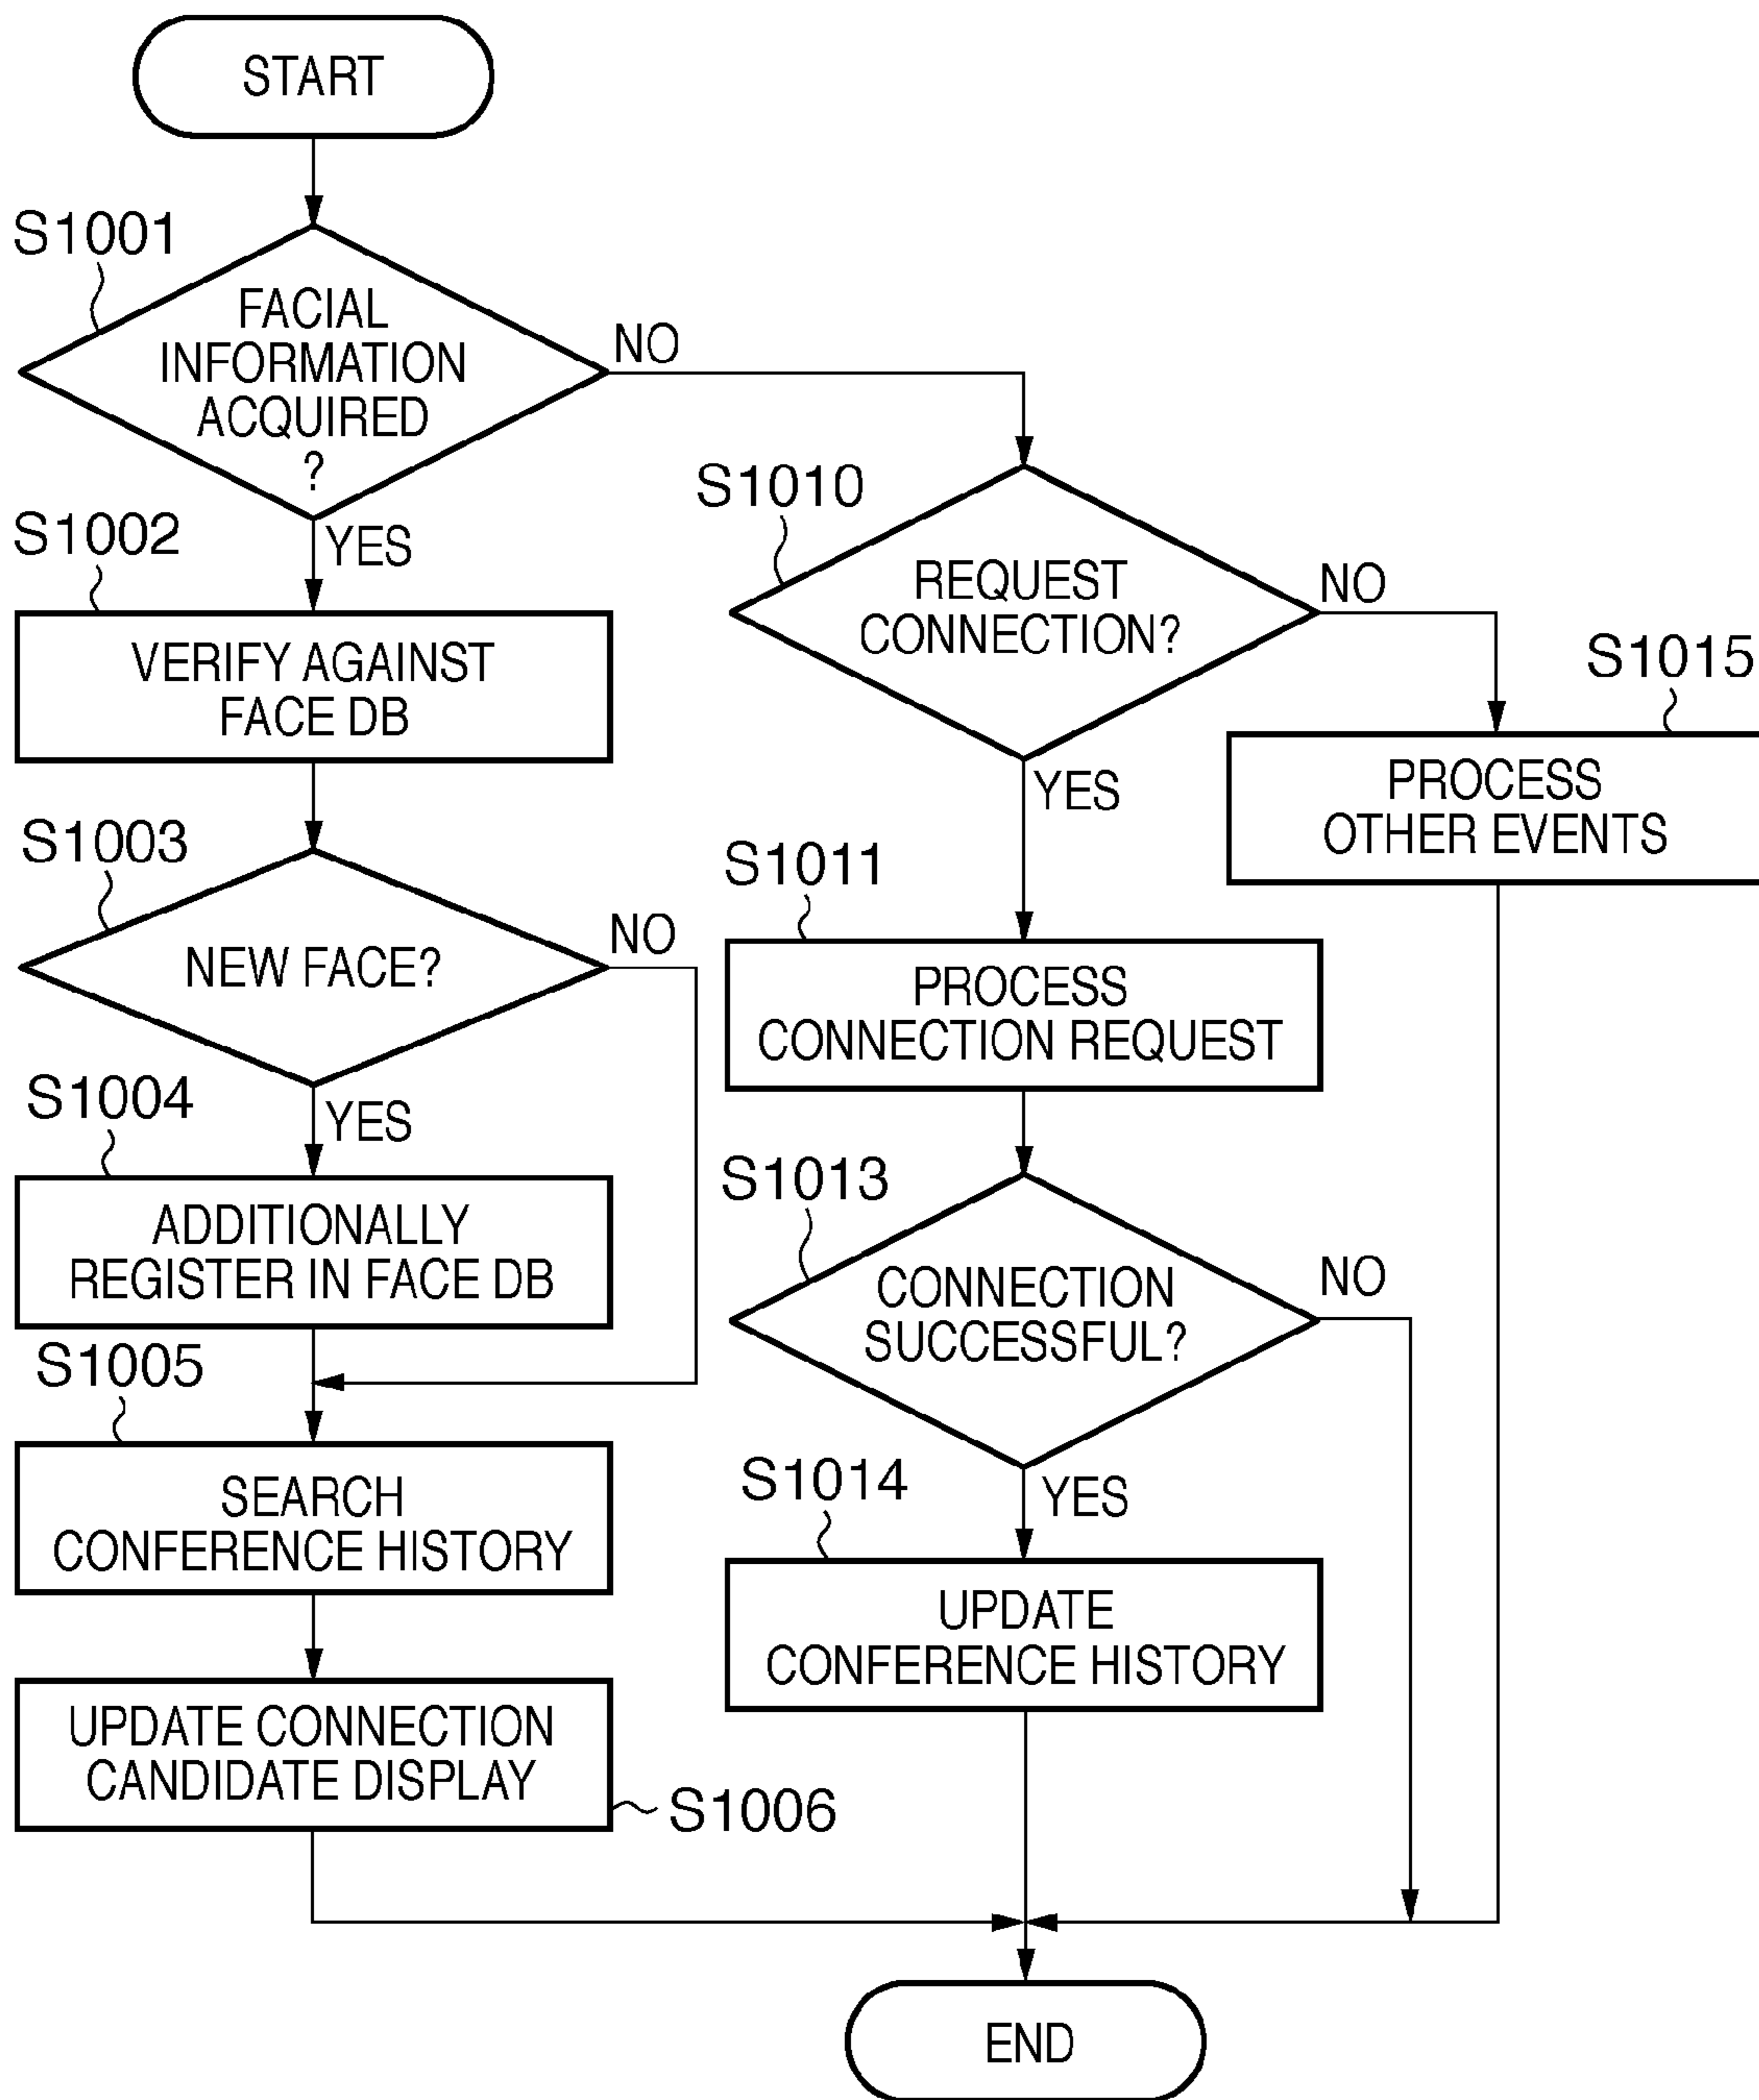 START
S1001
FACIAL
INFORMATION
ACQUIRED
?
NO
YES
S1002
VERIFY AGAINST
FACE DB
S1003
NEW FACE?
NO
YES
S1004
ADDITIONALLY
REGISTER IN FACE DB
S1005
SEARCH
CONFERENCE HISTORY
UPDATE CONNECTION
CANDIDATE DISPLAY
S1006
S1010
REQUEST
CONNECTION?
NO
YES
S1015
PROCESS
OTHER EVENTS
S1011
PROCESS
CONNECTION REQUEST
S1013
CONNECTION
SUCCESSFUL?
NO
YES
S1014
UPDATE
CONFERENCE HISTORY
END